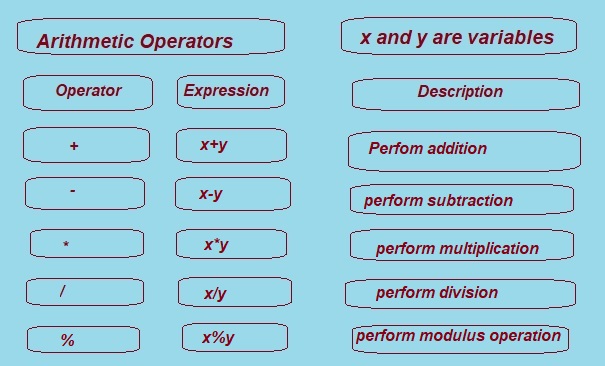 Arithmetic Operators x and y are variables
Operator Expression Description
+ x+y Perfom addition
- x-y perform subtraction
* x*y perform multiplication
/ x/y perform division
% x%y perform modulus operation